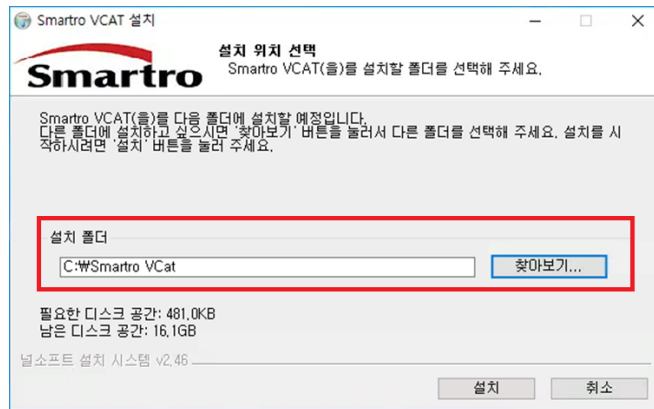 Smartro VCAT 설치
Smartro
설치 위치 선택
Smartro VCAT(을)를 설치할 폴더를 선택해 주세요.
Smartro VCAT(을)를 다음 폴더에 설치할 예정입니다.
다른 폴더에 설치하고 싶으시면 '찾아보기' 버튼을 눌러서 다른 폴더를 선택해 주세요. 설치를 시
작하시려면 '설치' 버튼을 눌러 주세요.
설치 폴더
C:₩Smartro VCat
찾아보기...
필요한 디스크 공간: 481.0KB
남은 디스크 공간: 16.1GB
널소프트 설치 시스템 v2.46
설치
취소